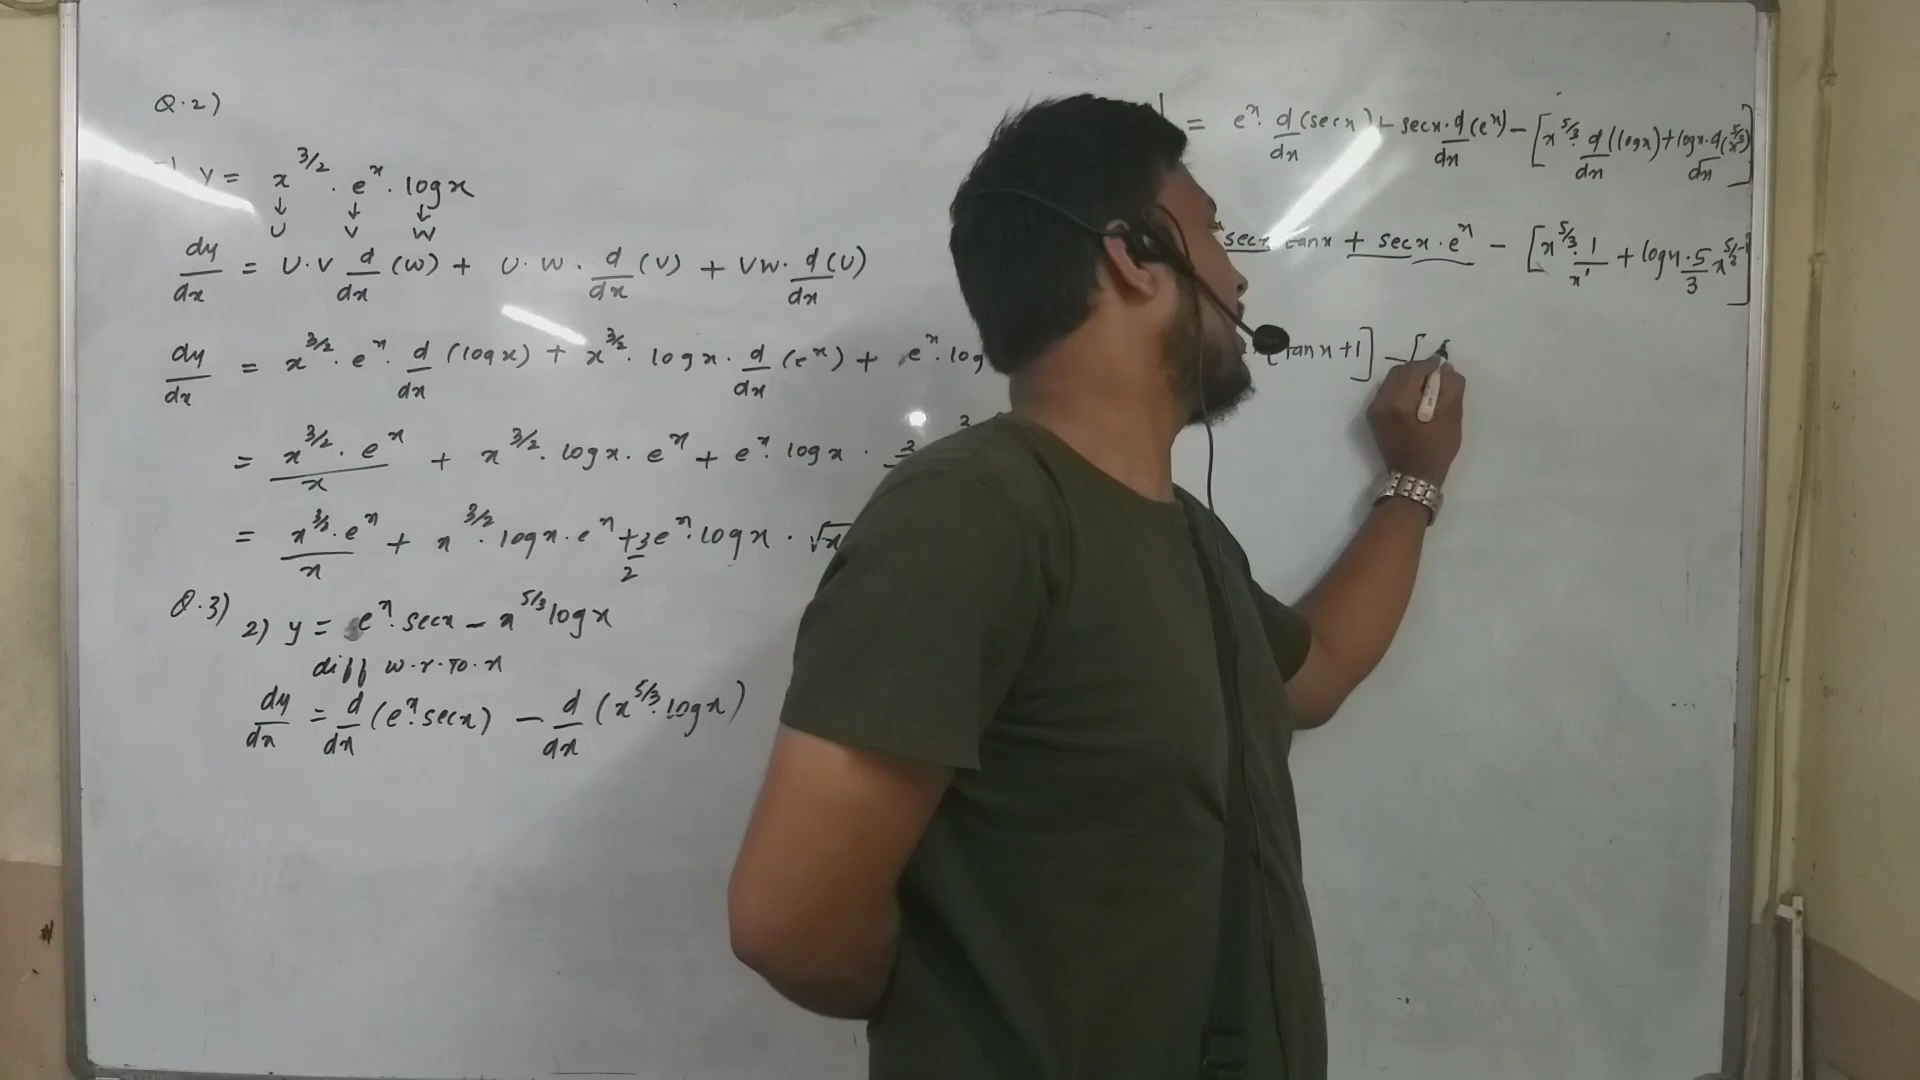 Q.2)
y = x^3/2 . e^x . log x
↓ ↓ ↓
U V W
dy/dx = U.V d/dx (W) + U.W . d/dx (V) + VW . d/dx (U)
dy/dx = x^3/2 . e^x . d/dx (log x) + x^3/2 . log x . d/dx (e^x) + e^x . log
= x^3/2 . e^x / x + x^3/2 . log x . e^x + e^x . log x . 3
= x^3/2 . e^x / x + x^3/2 . log x . e^x + 3/2 e^x . log x . √x
Q.3) 2) y = e^x . sec x - x^5/3 log x
diff w.r.To.x
dy/dx = d/dx (e^x . sec x) - d/dx (x^5/3 . log x)
= e^x . d/dx (sec x) + sec x . d/dx (e^x) - [x^5/3 . d/dx (log x) + log x . d/dx (x^5/3)]
sec x tan x + sec x . e^x - [x^5/3 . 1/x^1 + log x . 5/3 x^5/3-1]
[tan x + 1] - [